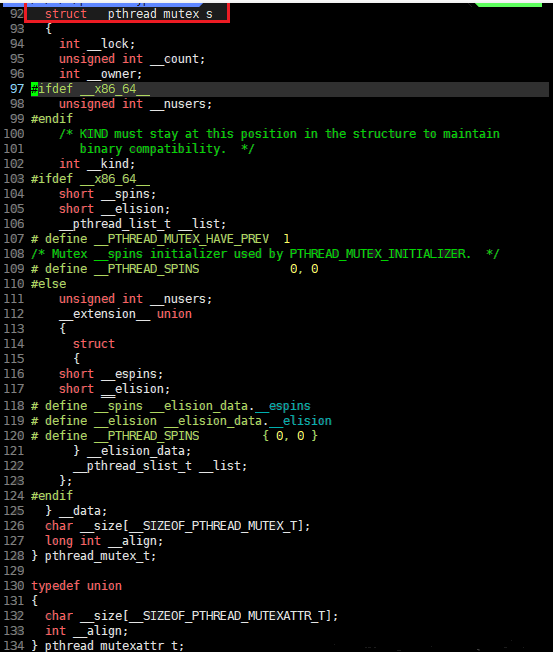 92 struct __pthread_mutex_s
93 {
94 int __lock;
95 unsigned int __count;
96 int __owner;
97 #ifdef __x86_64__
98 unsigned int __nusers;
99 #endif
100 /* KIND must stay at this position in the structure to maintain
101 binary compatibility.  */
102 int __kind;
103 #ifdef __x86_64__
104 short __spins;
105 short __elision;
106 __pthread_list_t __list;
107 # define __PTHREAD_MUTEX_HAVE_PREV  1
108 /* Mutex __spins initializer used by PTHREAD_MUTEX_INITIALIZER.  */
109 # define __PTHREAD_SPINS             0, 0
110 #else
111 unsigned int __nusers;
112 __extension__ union
113 {
114 struct
115 {
116 short __espins;
117 short __elision;
118 # define __spins __elision_data.__espins
119 # define __elision __elision_data.__elision
120 # define __PTHREAD_SPINS         { 0, 0 }
121 } __elision_data;
122 __pthread_slist_t __list;
123 };
124 #endif
125 } __data;
126 char __size[__SIZEOF_PTHREAD_MUTEX_T];
127 long int __align;
128 } pthread_mutex_t;
129
130 typedef union
131 {
132 char __size[__SIZEOF_PTHREAD_MUTEXATTR_T];
133 int __align;
134 } pthread_mutexattr_t;